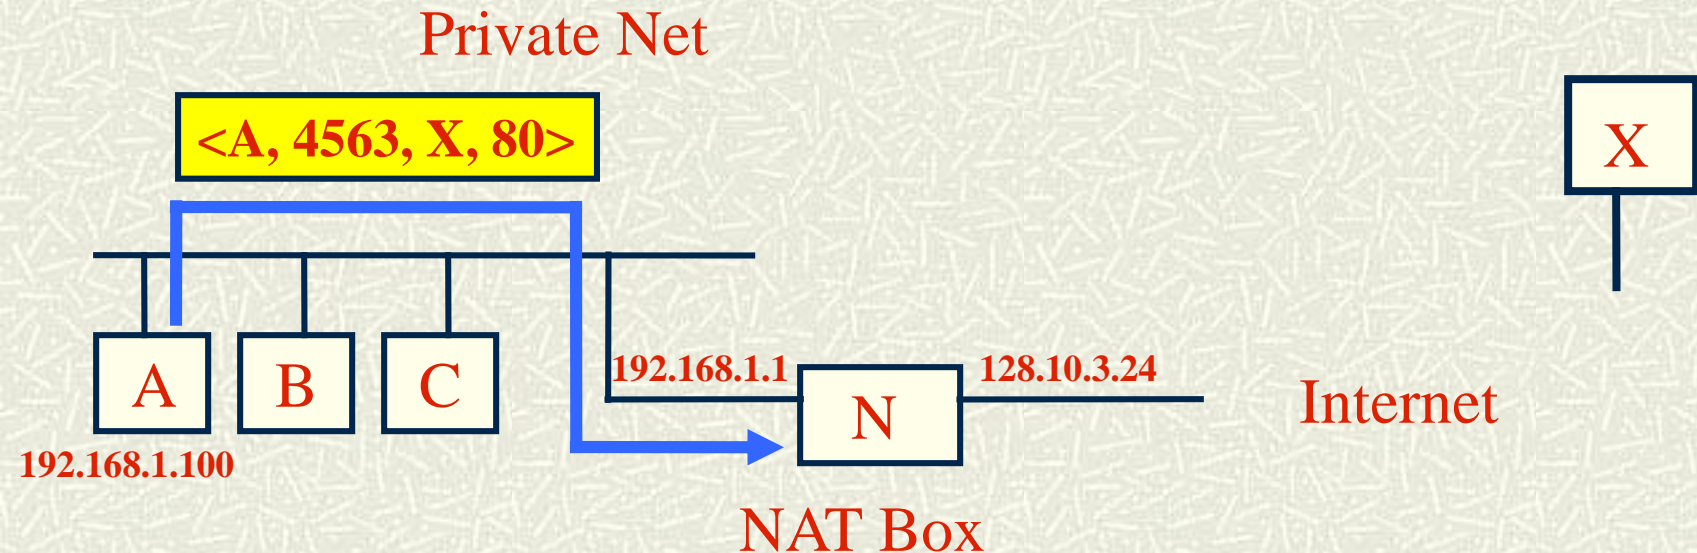 Private Net
<A, 4563, X, 80>
X
A
B
C
192.168.1.1
128.10.3.24
N
Internet
192.168.1.100
NAT Box